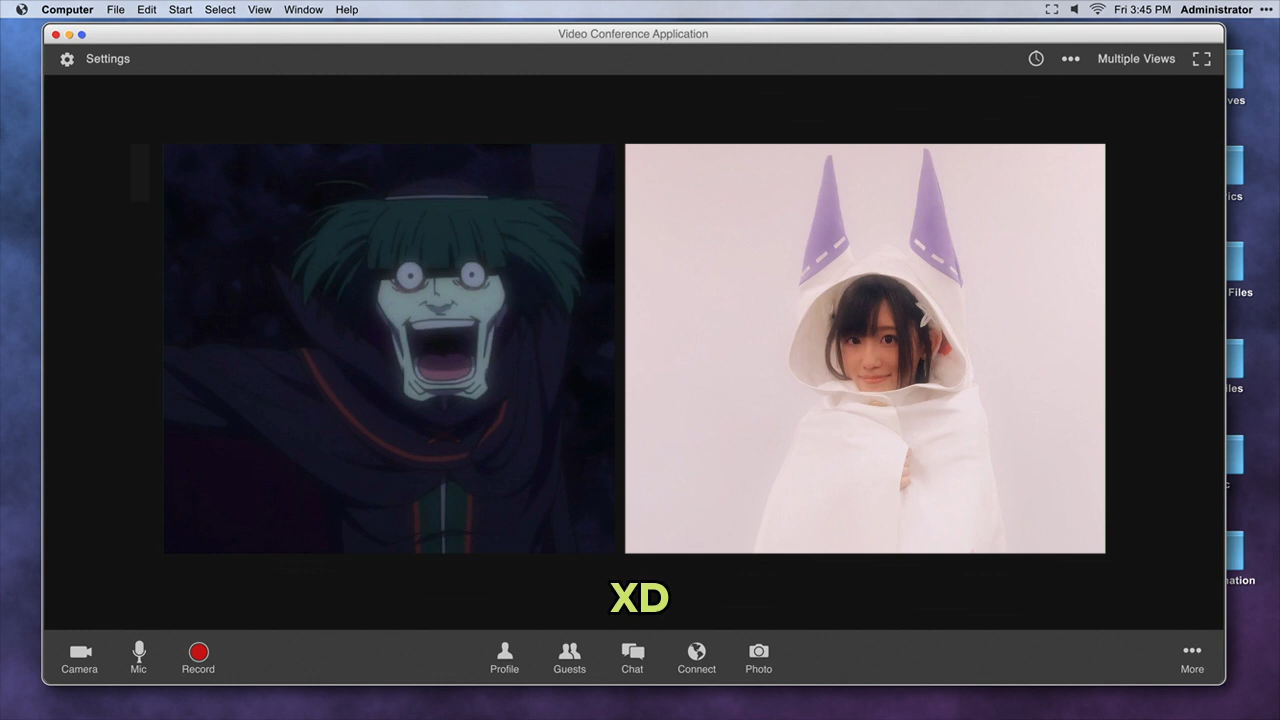 Computer File Edit Start Select View Window Help Fri 3:45 PM Administrator
Video Conference Application
Settings Multiple Views
ves
ics
Files
iles
c
nation
XD
Camera Mic Record Profile Guests Chat Connect Photo More